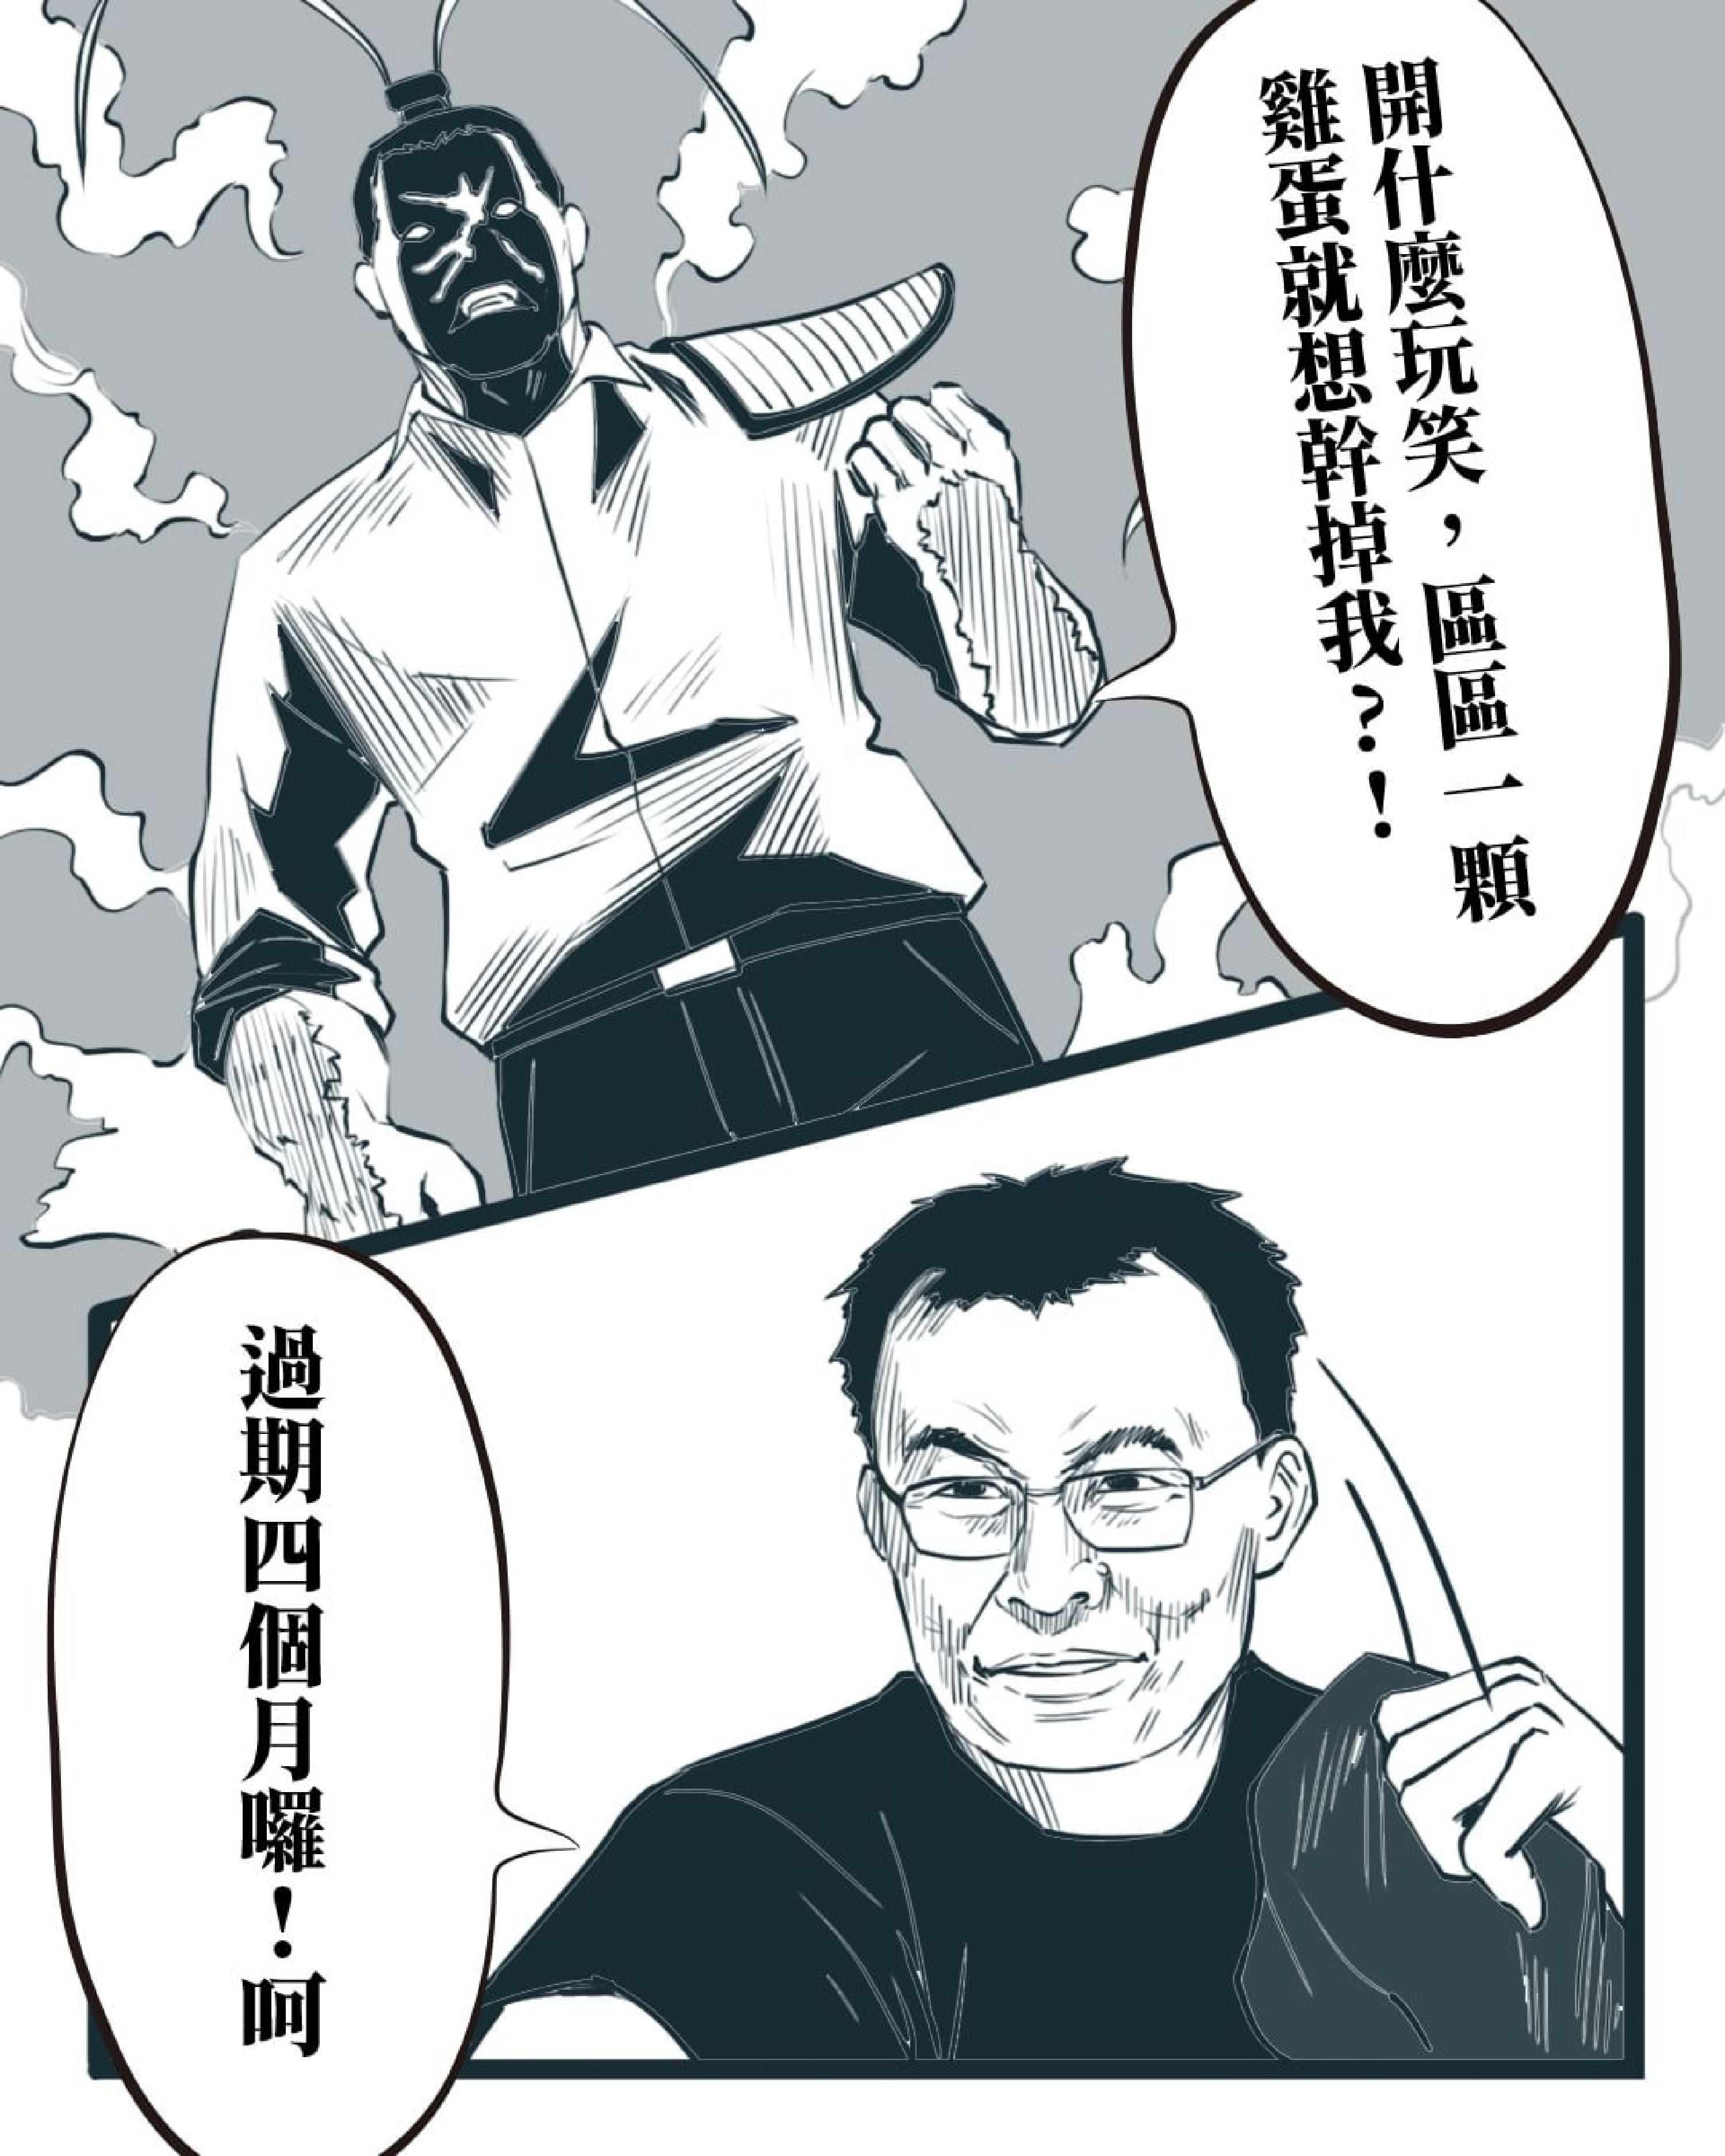 開什麼玩笑，區區一顆
雞蛋就想幹掉我？！
過期四個月囉！呵